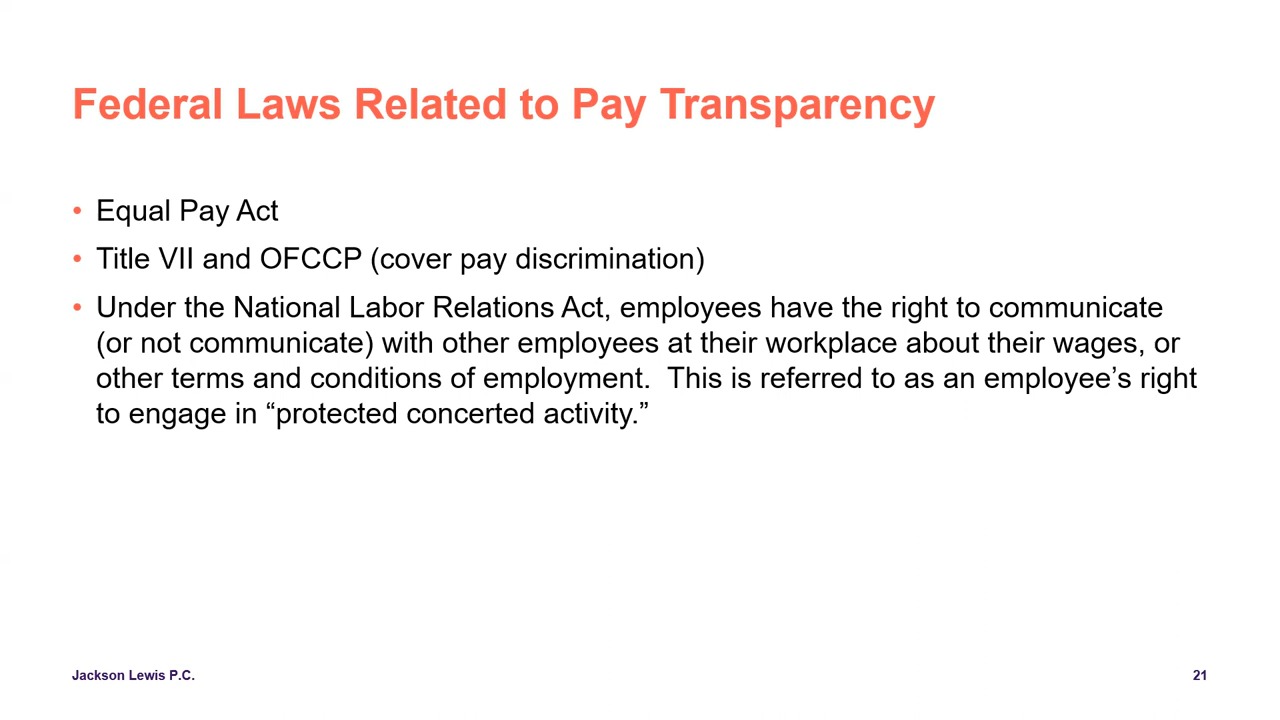 Federal Laws Related to Pay Transparency
• Equal Pay Act
• Title VII and OFCCP (cover pay discrimination)
• Under the National Labor Relations Act, employees have the right to communicate
(or not communicate) with other employees at their workplace about their wages, or
other terms and conditions of employment.  This is referred to as an employee’s right
to engage in “protected concerted activity.”
Jackson Lewis P.C.
21